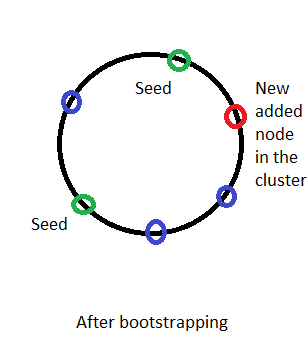 Seed
New
added
node
in the
cluster
Seed
After bootstrapping